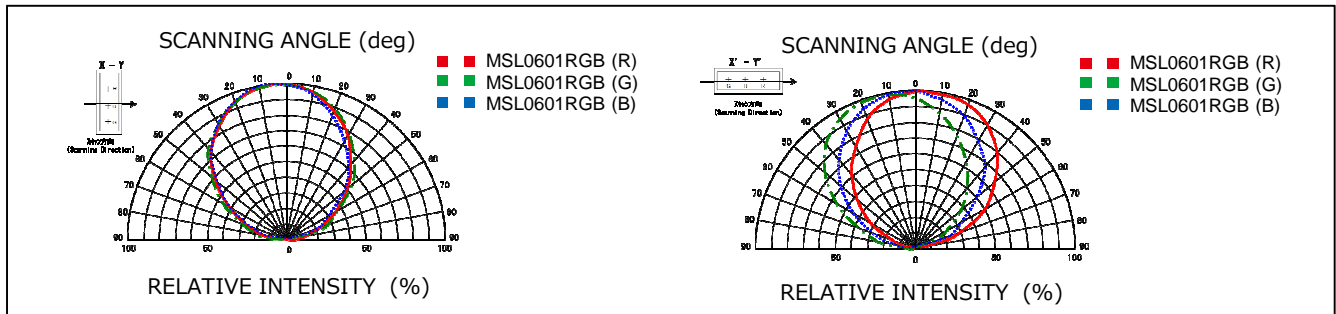 SCANNING ANGLE (deg)
X - Y
MSL0601RGB (R)
MSL0601RGB (G)
MSL0601RGB (B)
(Scanning Direction)
0
10 10
20 20
30 30
40 40
50 50
60 60
70 70
80 80
90 90
100 50 0 50 100
RELATIVE INTENSITY (%)
SCANNING ANGLE (deg)
X' - Y'
G B R
MSL0601RGB (R)
MSL0601RGB (G)
MSL0601RGB (B)
(Scanning Direction)
0
10 10
20 20
30 30
40 40
50 50
60 60
70 70
80 80
90 90
50 0 50 100
RELATIVE INTENSITY (%)